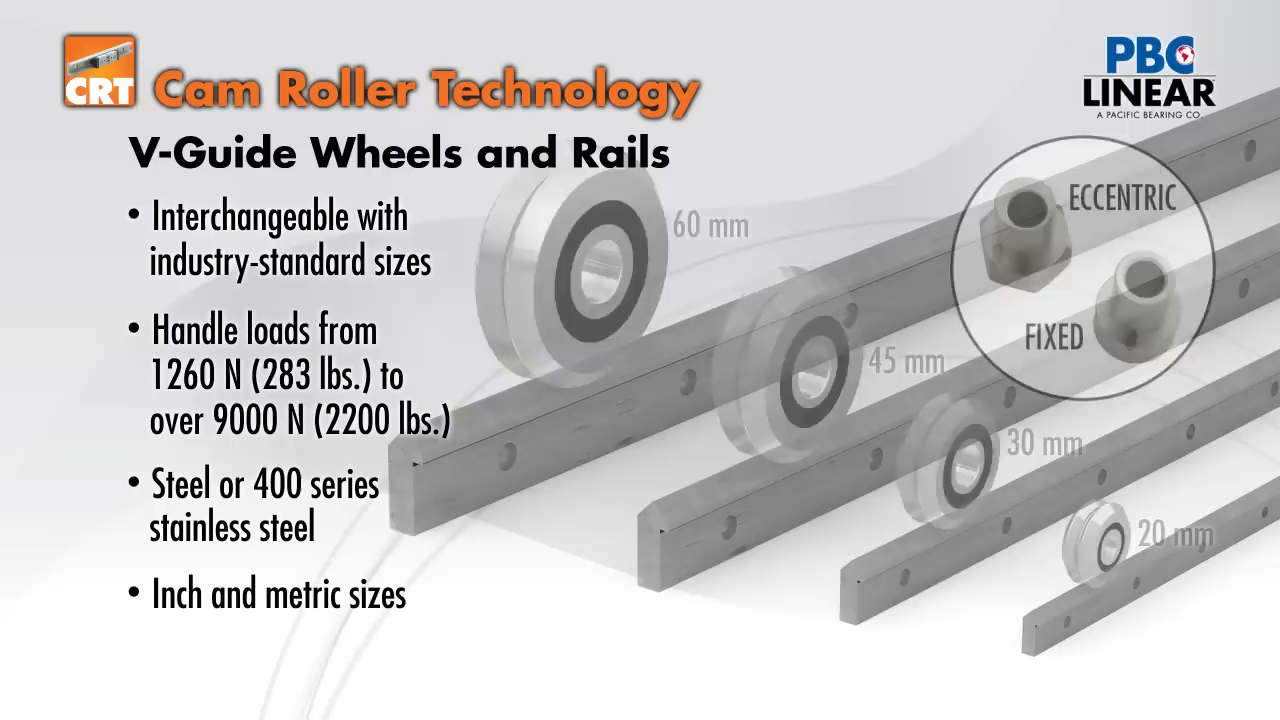 CRT
Cam Roller Technology
PBC
LINEAR
A PACIFIC BEARING CO.
V-Guide Wheels and Rails
• Interchangeable with
industry-standard sizes
• Handle loads from
1260 N (283 lbs.) to
over 9000 N (2200 lbs.)
• Steel or 400 series
stainless steel
• Inch and metric sizes
60 mm
45 mm
30 mm
20 mm
ECCENTRIC
FIXED